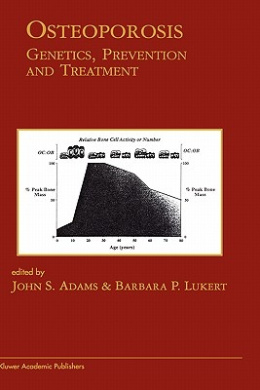 OSTEOPOROSIS
GENETICS, PREVENTION
AND TREATMENT
Relative Bone Cell Activity or Number
OC:OB
OC:OB
100
100
% Peak Bone
Mass
% Peak Bone
Mass
50
50
0
0
0 10 20 30 40 50 60 70 80
Age (years)
edited by
JOHN S. ADAMS & BARBARA P. LUKERT
Kluwer Academic Publishers